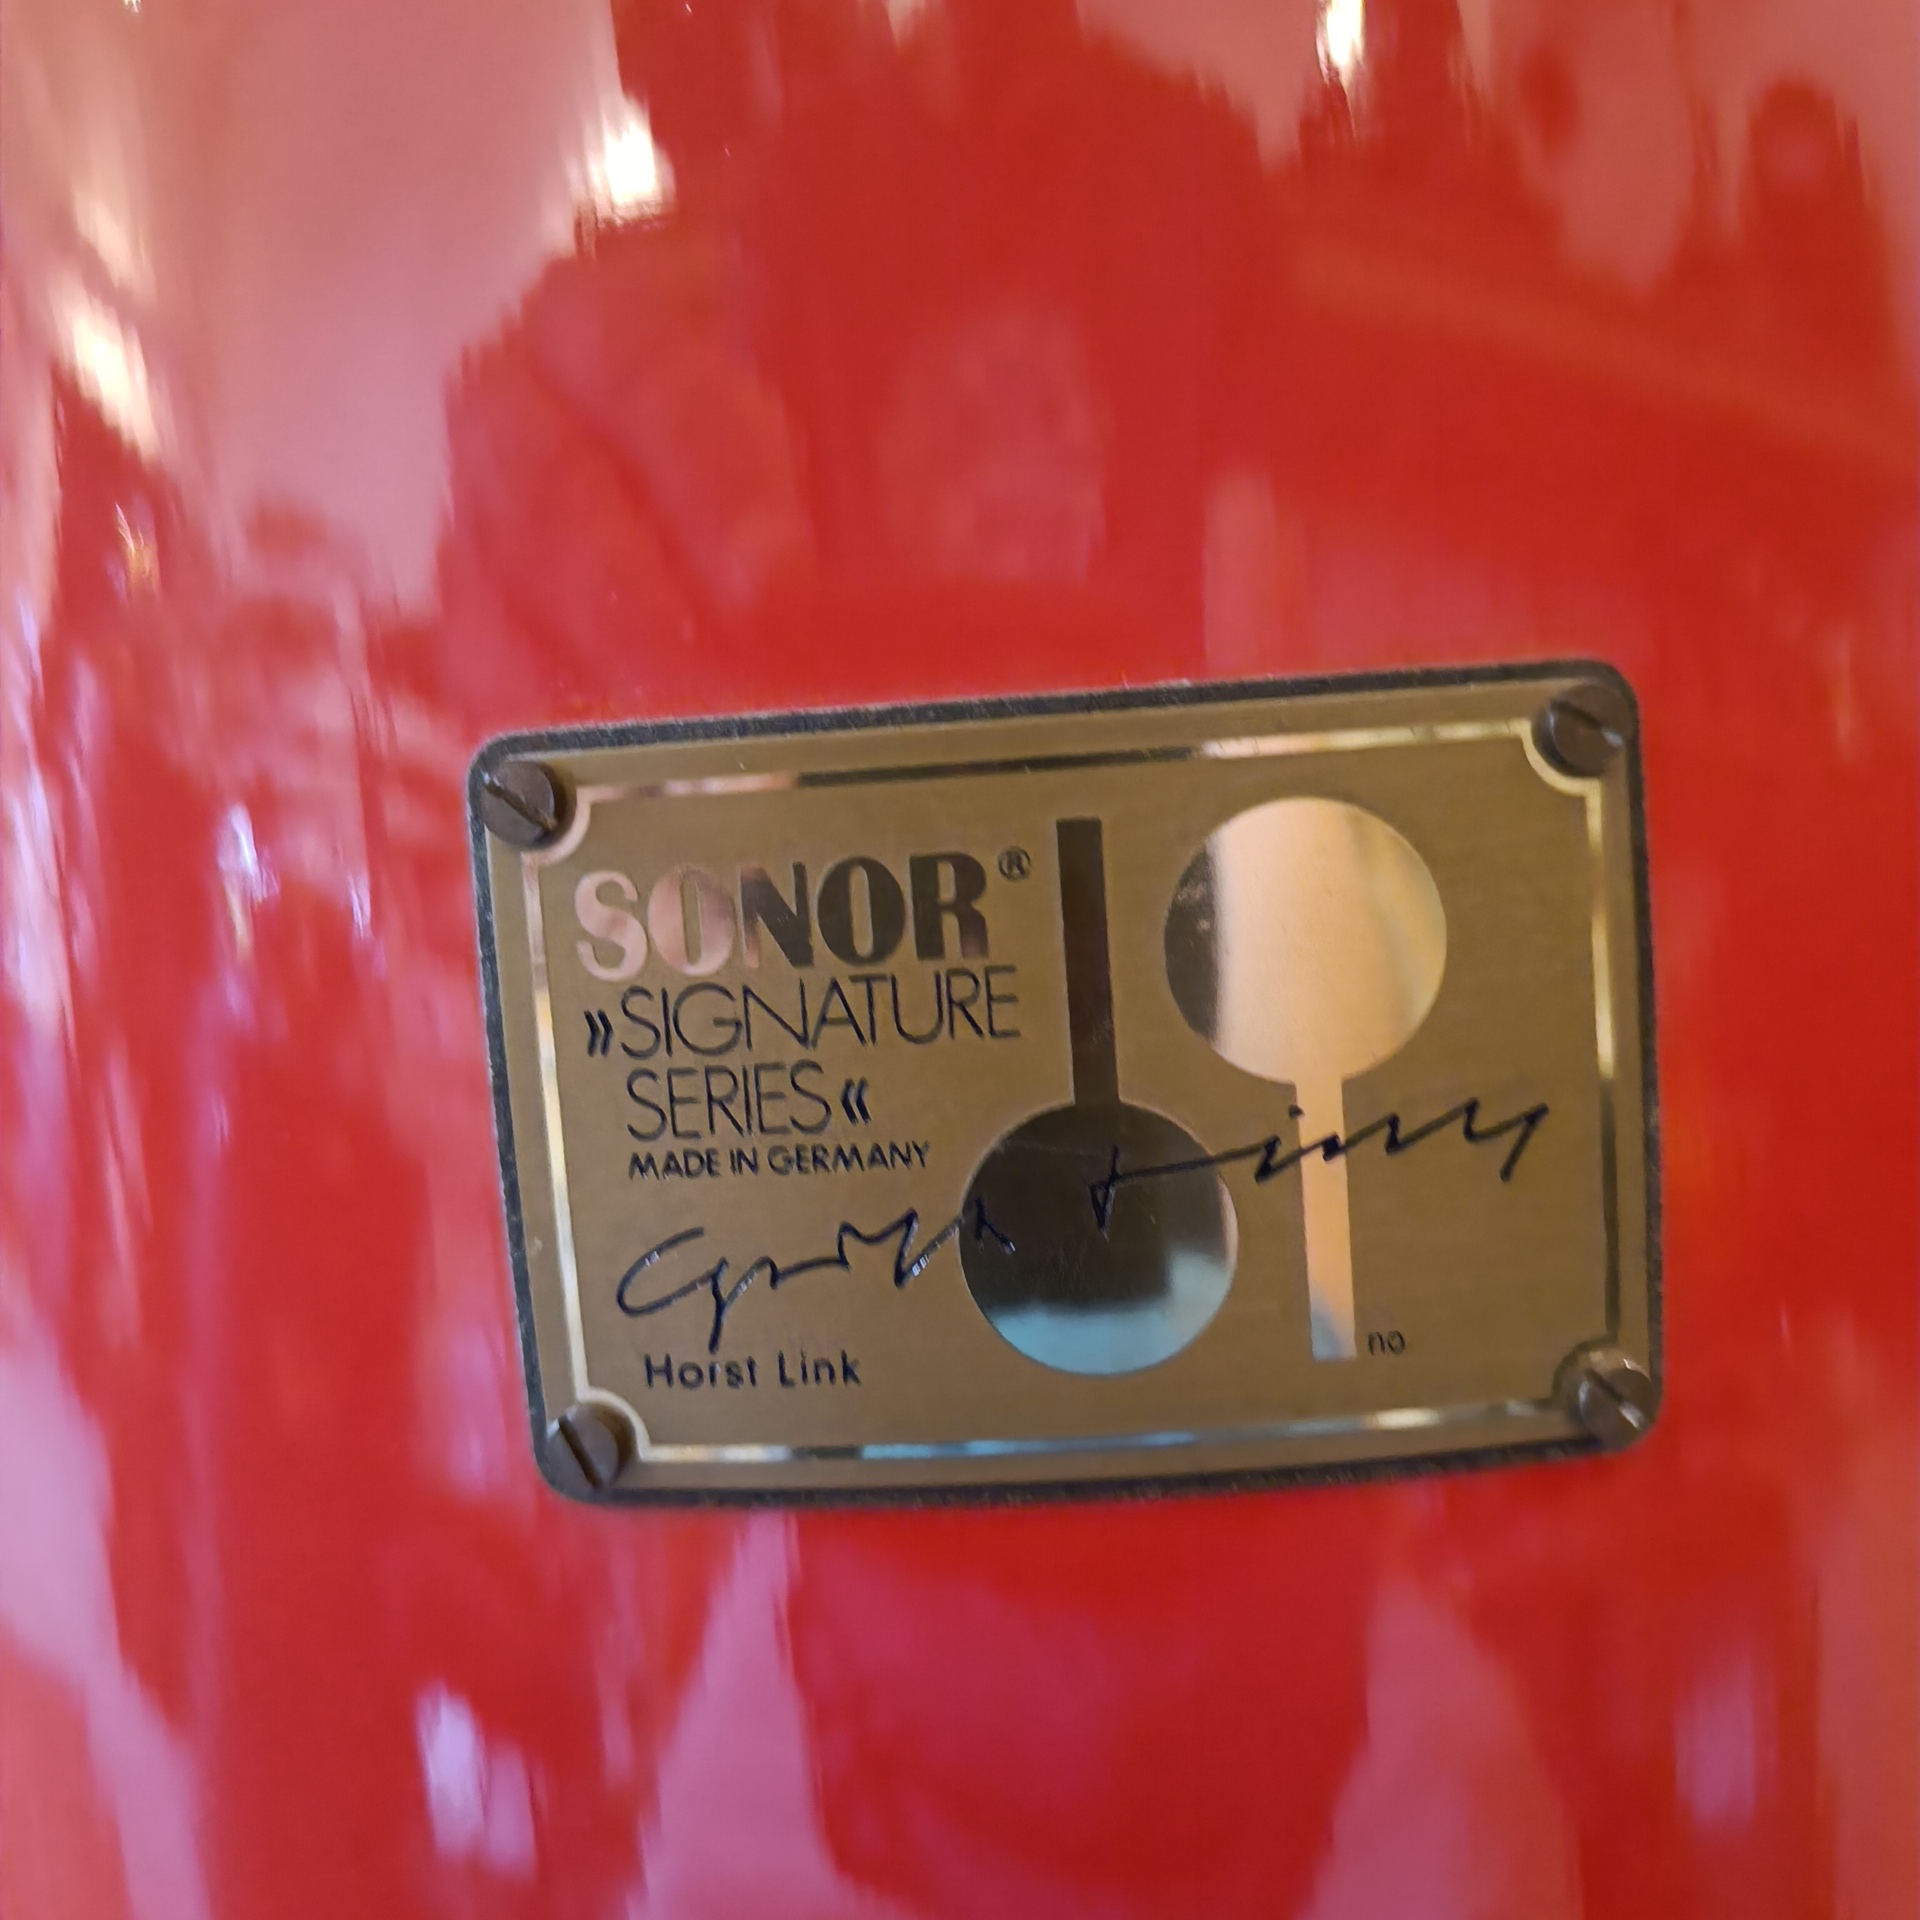 SONOR®
»SIGNATURE
SERIES«
MADE IN GERMANY
Horst Link
no